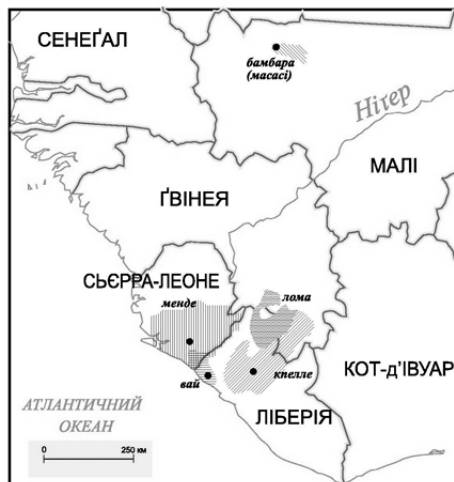 СЕНЕҐАЛ
бамбара
(масасі)
Нігер
МАЛІ
ҐВІНЕЯ
СЬЄРРА-ЛЕОНЕ
менде
лома
вай
кпелле
КОТ-д'ІВУАР
АТЛАНТИЧНИЙ
ОКЕАН
ЛІБЕРІЯ
0 250 км